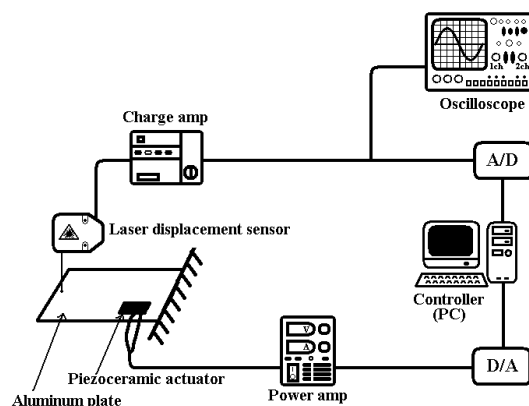 1ch 2ch
Oscilloscope
Charge amp
A/D
Laser displacement sensor
Controller
(PC)
V
A
Piezoceramic actuator
D/A
Power amp
Aluminum plate